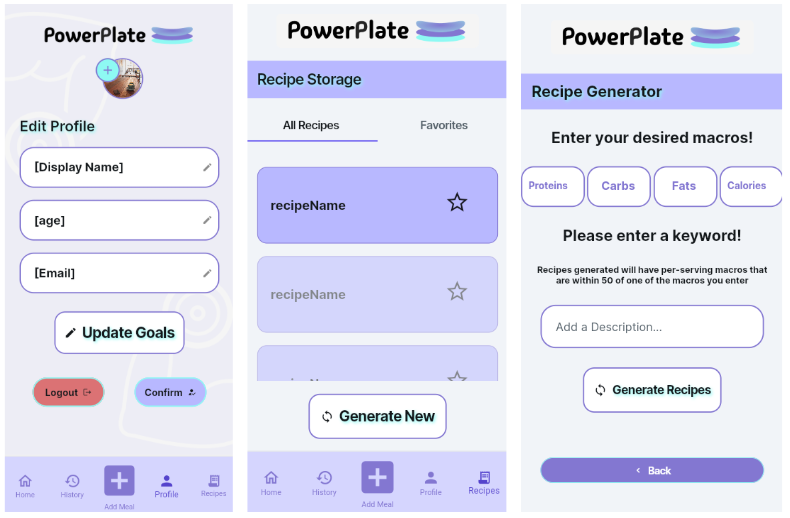 PowerPlate
Edit Profile
[Display Name]
[age]
[Email]
Update Goals
Logout
Confirm
Home
History
Add Meal
Profile
Recipes
PowerPlate
Recipe Storage
All Recipes
Favorites
recipeName
recipeName
Generate New
Home
History
Add Meal
Profile
Recipes
PowerPlate
Recipe Generator
Enter your desired macros!
Proteins
Carbs
Fats
Calories
Please enter a keyword!
Recipes generated will have per-serving macros that
are within 50 of one of the macros you enter
Add a Description...
Generate Recipes
Back